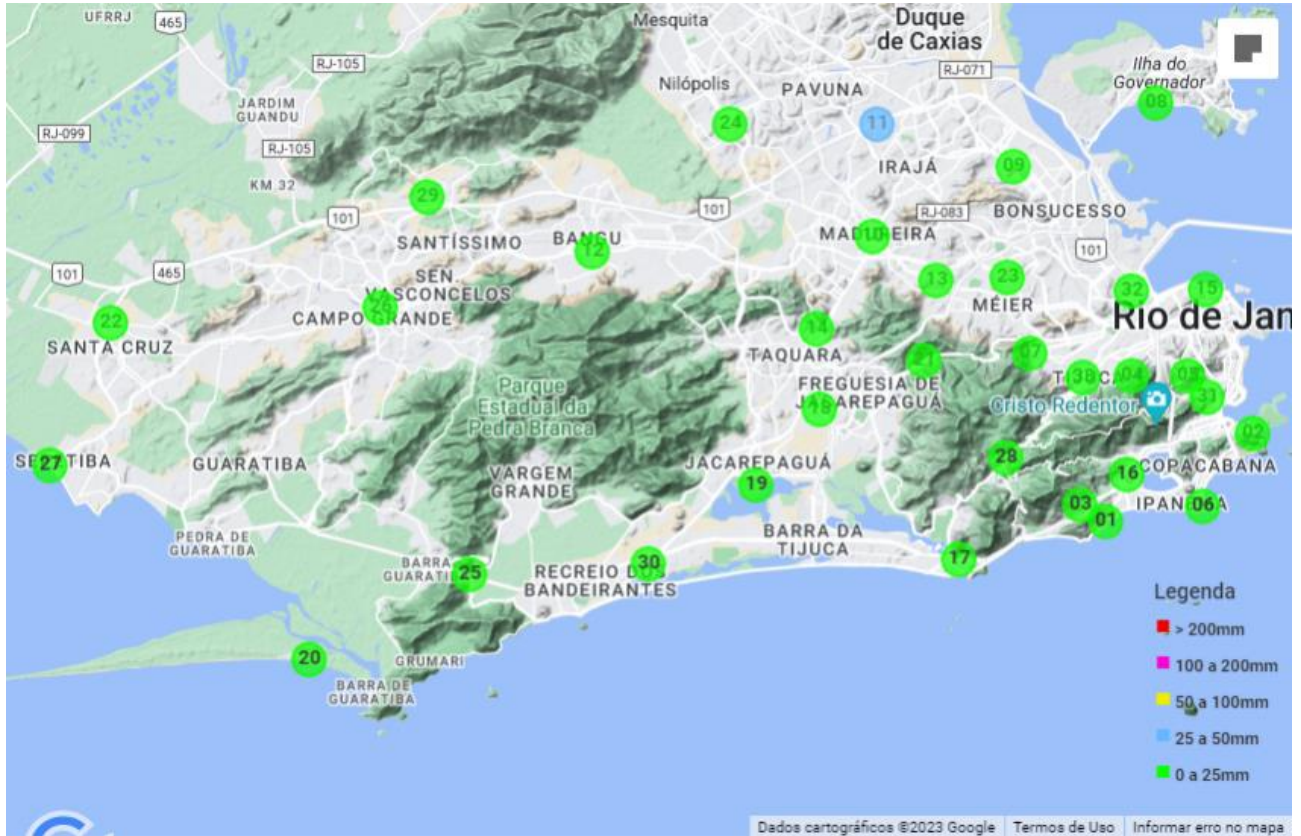 UFRRJ
465
Mesquita
Duque
de Caxias
RJ-105
RJ-071
Ilha do
Governador
Nilópolis
PAVUNA
JARDIM
GUANDU
08
24
11
RJ-099
RJ-105
IRAJÁ
09
KM 32
29
101
101
RJ-083
BONSUCESSO
SANTÍSSIMO
BANGU
12
MADUREIRA
10
101
101
465
SEN.
VASCONCELOS
13
23
MÉIER
32
15
22
CAMPO GRANDE
Rio de Jan
SANTA CRUZ
14
TAQUARA
21
07
Parque
Estadual da
Pedra Branca
FREGUESIA DE
JACAREPAGUÁ
18
TIJUCA
04
05
31
Cristo Redentor
02
27
GUARATIBA
VARGEM
GRANDE
JACAREPAGUÁ
19
28
16
COPACABANA
03
01
IPANEMA
06
PEDRA DE
GUARATIBA
BARRA DA
TIJUCA
17
25
30
RECREIO DOS
BANDEIRANTES
20
GRUMARI
BARRA DE
GUARATIBA
Legenda
> 200mm
100 a 200mm
50 a 100mm
25 a 50mm
0 a 25mm
Dados cartográficos ©2023 Google
Termos de Uso
Informar erro no mapa